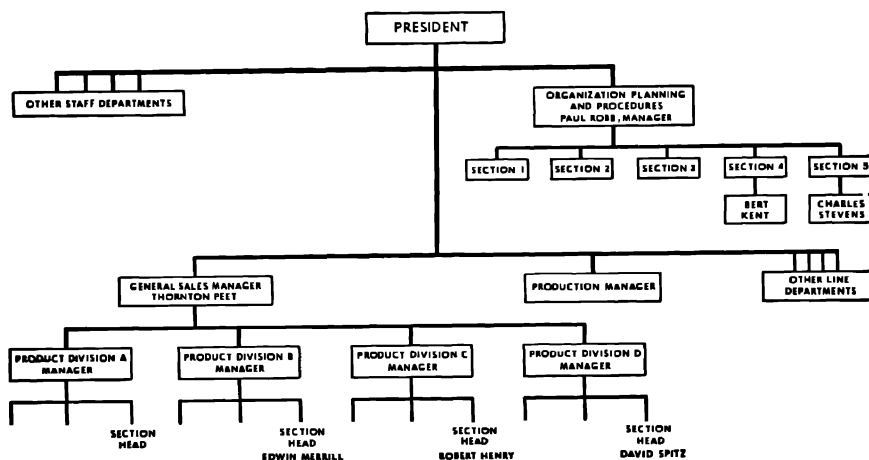 PRESIDENT
OTHER STAFF DEPARTMENTS
ORGANIZATION PLANNING
AND PROCEDURES
PAUL ROBB, MANAGER
SECTION 1
SECTION 2
SECTION 3
SECTION 4
SECTION 5
BERT
KENT
CHARLES
STEVENS
GENERAL SALES MANAGER
THORNTON PEET
PRODUCTION MANAGER
OTHER LINE
DEPARTMENTS
PRODUCT DIVISION A
MANAGER
PRODUCT DIVISION B
MANAGER
PRODUCT DIVISION C
MANAGER
PRODUCT DIVISION D
MANAGER
SECTION
HEAD
SECTION
HEAD
EDWIN MERRILL
SECTION
HEAD
ROBERT HENRY
SECTION
HEAD
DAVID SPITZ